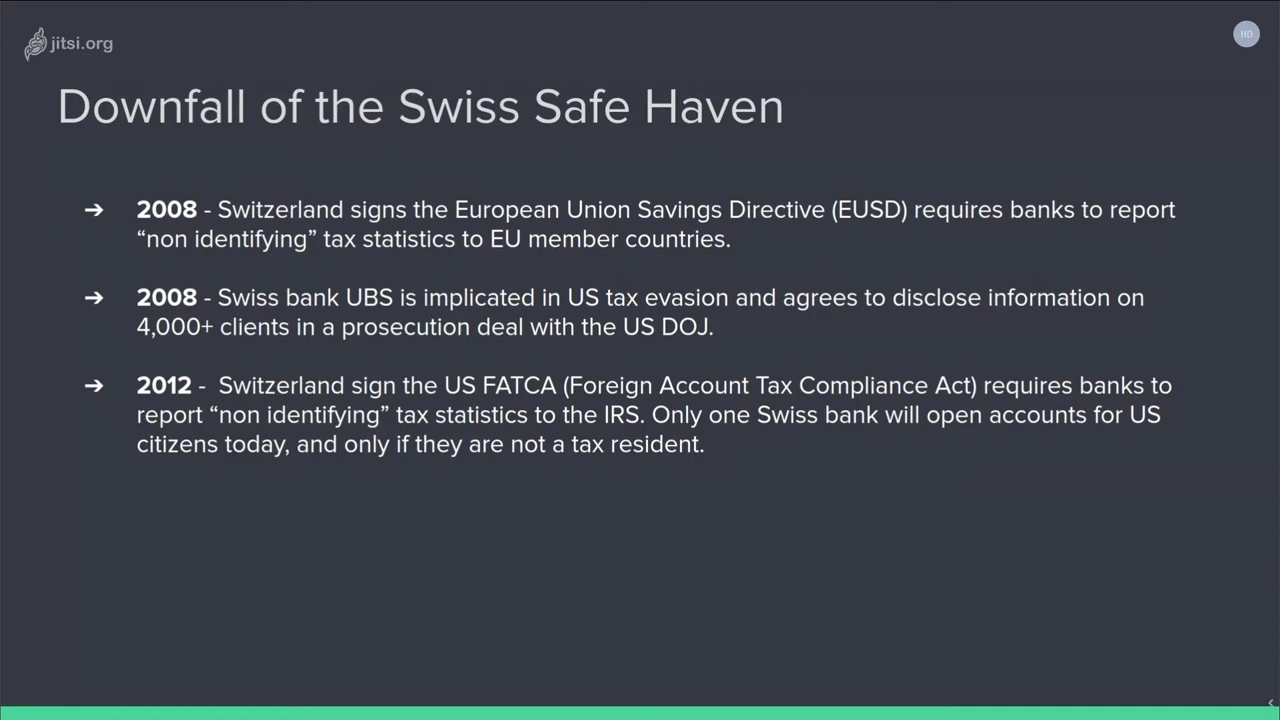 jitsi.org
HD
Downfall of the Swiss Safe Haven
➔ 2008 - Switzerland signs the European Union Savings Directive (EUSD) requires banks to report
“non identifying” tax statistics to EU member countries.
➔ 2008 - Swiss bank UBS is implicated in US tax evasion and agrees to disclose information on
4,000+ clients in a prosecution deal with the US DOJ.
➔ 2012 -  Switzerland sign the US FATCA (Foreign Account Tax Compliance Act) requires banks to
report “non identifying” tax statistics to the IRS. Only one Swiss bank will open accounts for US
citizens today, and only if they are not a tax resident.